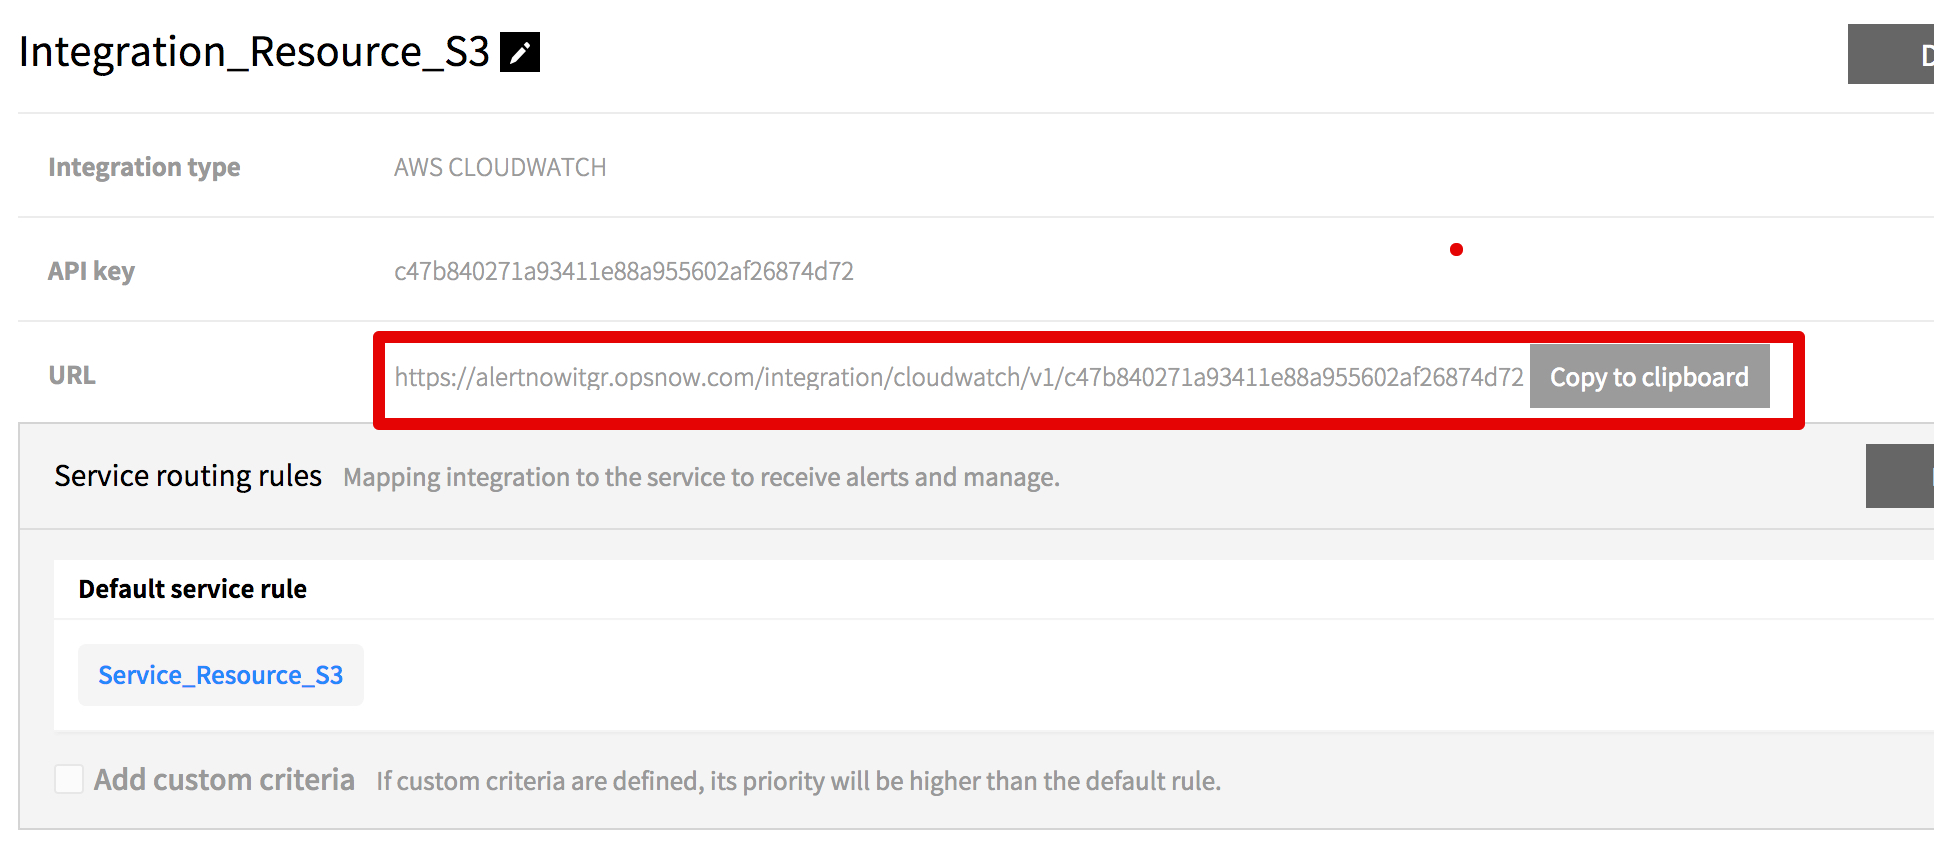 Integration_Resource_S3
Integration type AWS CLOUDWATCH
API key c47b840271a93411e88a955602af26874d72
URL https://alertnowitgr.opsnow.com/integration/cloudwatch/v1/c47b840271a93411e88a955602af26874d72 Copy to clipboard
Service routing rules Mapping integration to the service to receive alerts and manage.
Default service rule
Service_Resource_S3
Add custom criteria If custom criteria are defined, its priority will be higher than the default rule.